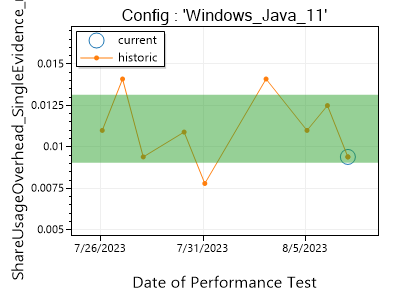 Config : 'Windows_Java_11'
ShareUsageOverhead_SingleEvidence_
current
historic
0.015
0.0125
0.01
0.0075
0.005
7/26/2023
7/31/2023
8/5/2023
Date of Performance Test